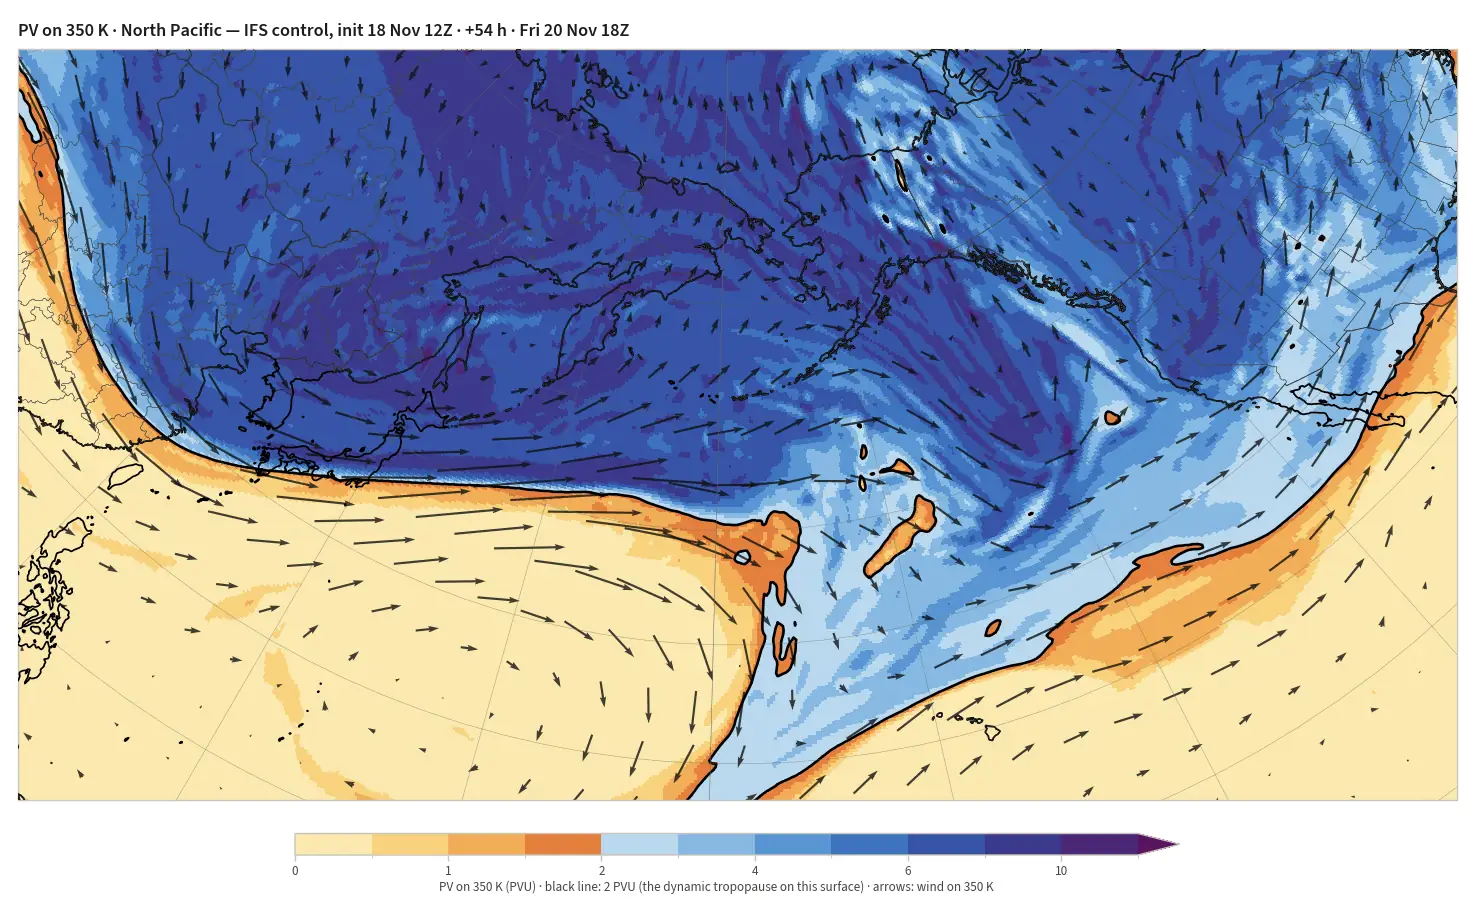 PV on 350 K · North Pacific — IFS control, init 18 Nov 12Z · +54 h · Fri 20 Nov 18Z
0 1 2 4 6 10
PV on 350 K (PVU) · black line: 2 PVU (the dynamic tropopause on this surface) · arrows: wind on 350 K